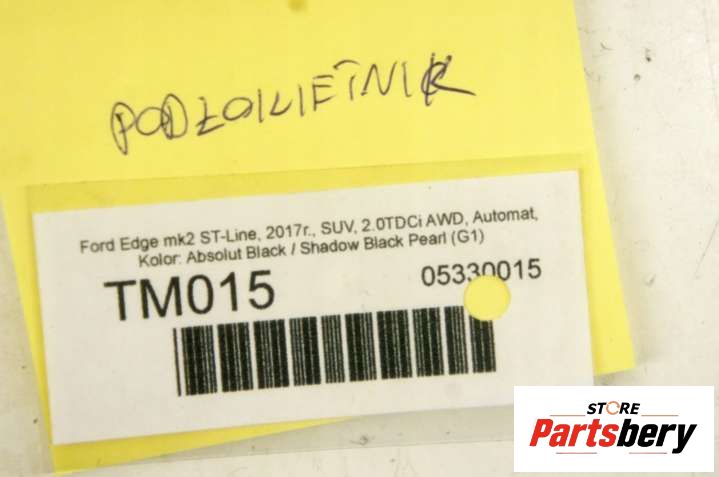 PODŁOKIETNIK
Ford Edge mk2 ST-Line, 2017r., SUV, 2.0TDCi AWD, Automat,
Kolor: Absolut Black / Shadow Black Pearl (G1)
TM015
05330015
STORE
Partsbery